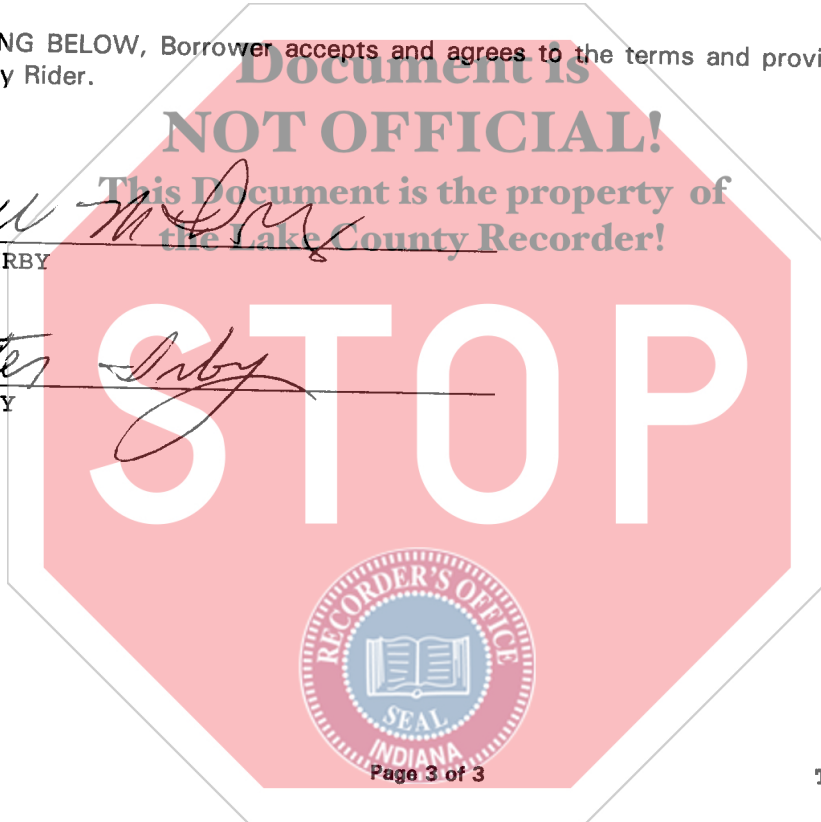 NG BELOW, Borrower accepts and agrees to the terms and provi
y Rider.
Document is
NOT OFFICIAL!
This Document is the property of
the Lake County Recorder!
RBY
Irby
Y
STOP
RECORDER'S OFFICE
SEAL
INDIANA
Page 3 of 3